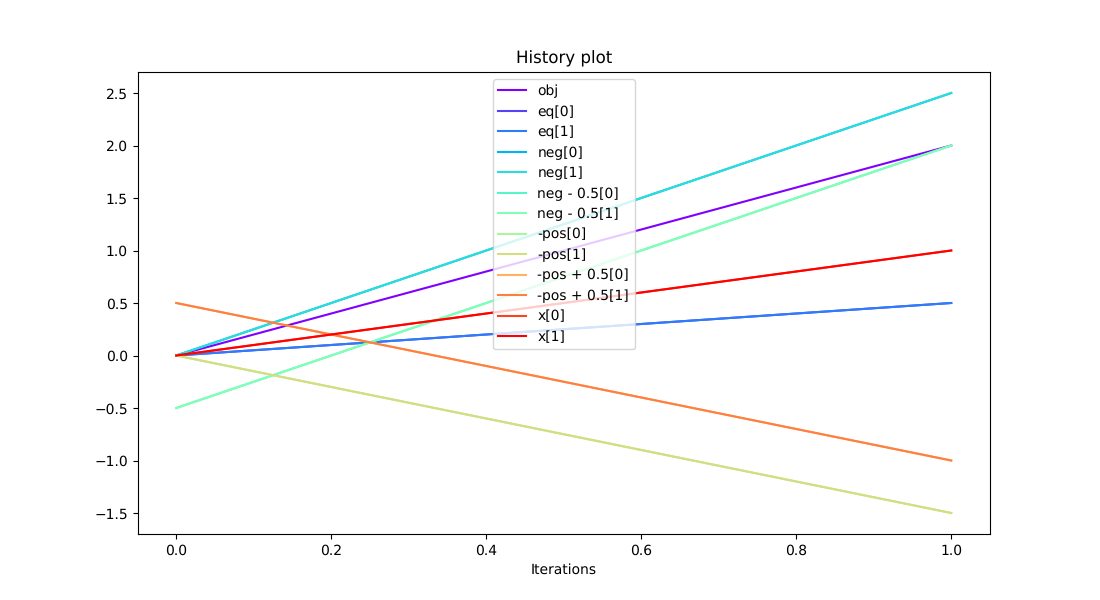 History plot
2.5
2.0
1.5
1.0
0.5
0.0
−0.5
−1.0
−1.5
obj
eq[0]
eq[1]
neg[0]
neg[1]
neg - 0.5[0]
neg - 0.5[1]
-pos[0]
-pos[1]
-pos + 0.5[0]
-pos + 0.5[1]
x[0]
x[1]
0.0 0.2 0.4 0.6 0.8 1.0
Iterations